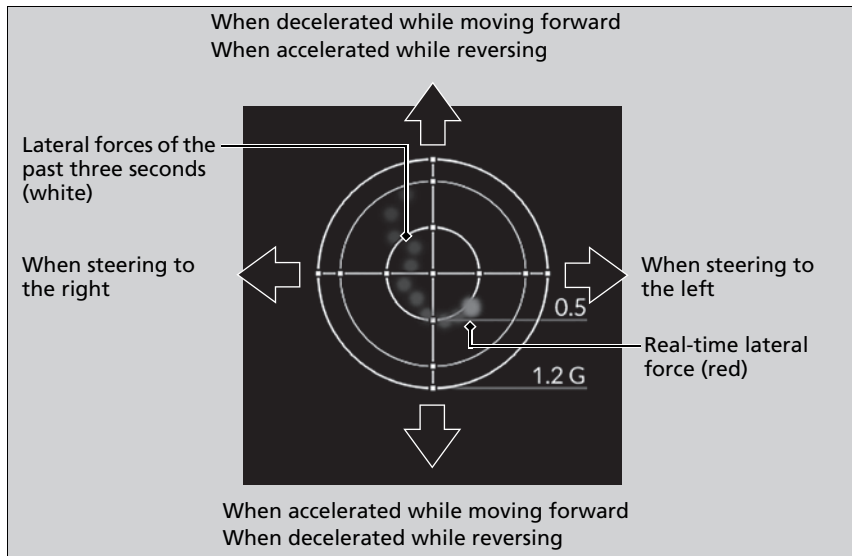 When decelerated while moving forward
When accelerated while reversing
Lateral forces of the
past three seconds
(white)
When steering to
the right
When steering to
the left
0.5
Real-time lateral
force (red)
1.2 G
When accelerated while moving forward
When decelerated while reversing